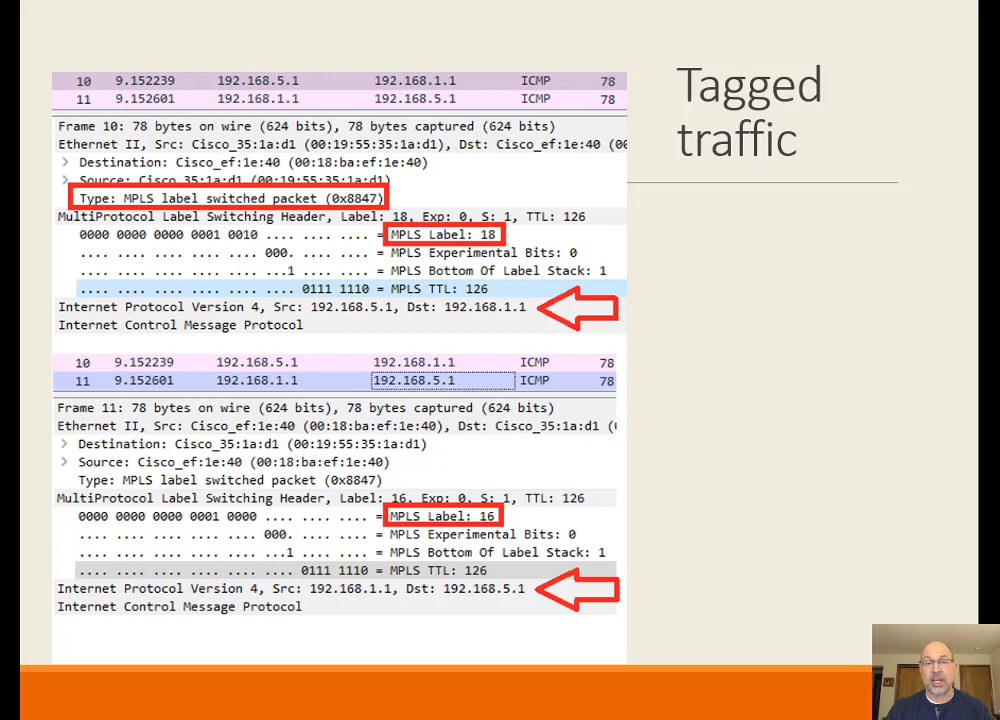 Tagged
traffic
10 9.152239 192.168.5.1 192.168.1.1 ICMP 78
11 9.152601 192.168.1.1 192.168.5.1 ICMP 78
Frame 10: 78 bytes on wire (624 bits), 78 bytes captured (624 bits)
Ethernet II, Src: Cisco_35:1a:d1 (00:19:55:35:1a:d1), Dst: Cisco_ef:1e:40 (00
Destination: Cisco_ef:1e:40 (00:18:ba:ef:1e:40)
Source: Cisco_35:1a:d1 (00:19:55:35:1a:d1)
Type: MPLS label switched packet (0x8847)
MultiProtocol Label Switching Header, Label: 18, Exp: 0, S: 1, TTL: 126
0000 0000 0000 0001 0010 .... .... .... = MPLS Label: 18
.... .... .... .... .... 000. .... .... = MPLS Experimental Bits: 0
.... .... .... .... .... ...1 .... .... = MPLS Bottom Of Label Stack: 1
.... .... .... .... .... .... 0111 1110 = MPLS TTL: 126
Internet Protocol Version 4, Src: 192.168.5.1, Dst: 192.168.1.1
Internet Control Message Protocol
10 9.152239 192.168.5.1 192.168.1.1 ICMP 78
11 9.152601 192.168.1.1 192.168.5.1 ICMP 78
Frame 11: 78 bytes on wire (624 bits), 78 bytes captured (624 bits)
Ethernet II, Src: Cisco_ef:1e:40 (00:18:ba:ef:1e:40), Dst: Cisco_35:1a:d1 (
Destination: Cisco_35:1a:d1 (00:19:55:35:1a:d1)
Source: Cisco_ef:1e:40 (00:18:ba:ef:1e:40)
Type: MPLS label switched packet (0x8847)
MultiProtocol Label Switching Header, Label: 16, Exp: 0, S: 1, TTL: 126
0000 0000 0000 0001 0000 .... .... .... = MPLS Label: 16
.... .... .... .... .... 000. .... .... = MPLS Experimental Bits: 0
.... .... .... .... .... ...1 .... .... = MPLS Bottom Of Label Stack: 1
.... .... .... .... .... .... 0111 1110 = MPLS TTL: 126
Internet Protocol Version 4, Src: 192.168.1.1, Dst: 192.168.5.1
Internet Control Message Protocol